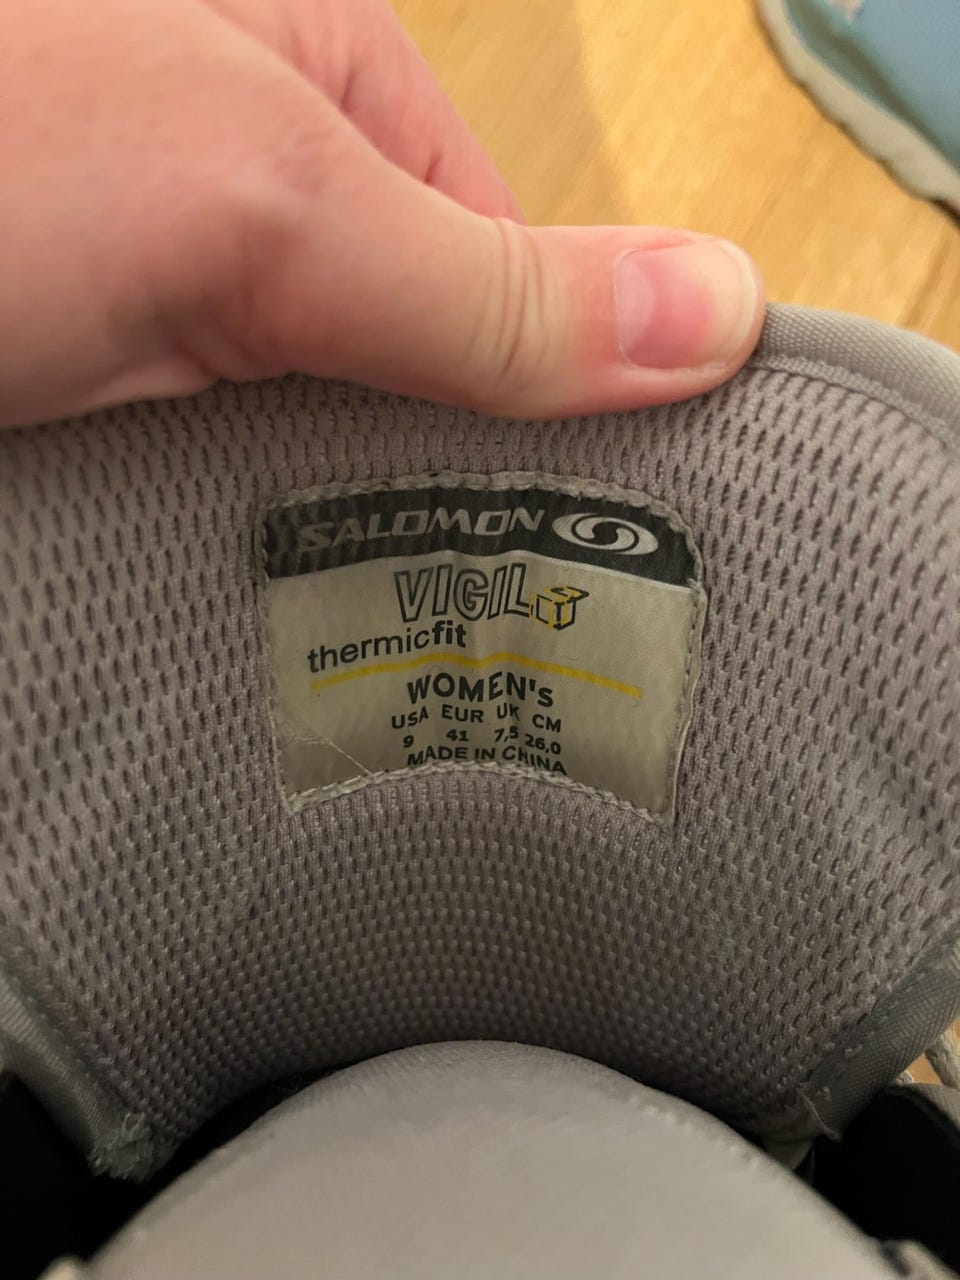 SALOMON
VIGIL
thermicfit
WOMEN'S
USA EUR UK CM
9 41 7,5 26,0
MADE IN CHINA